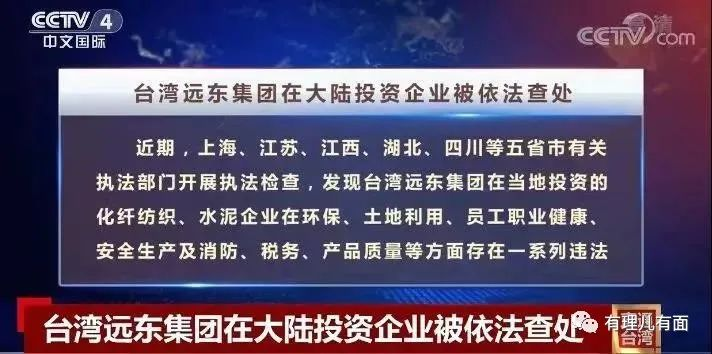 CCTV 4
中文国际
高清
CCTV.com
台湾远东集团在大陆投资企业被依法查处
近期，上海、江苏、江西、湖北、四川等五省市有关
执法部门开展执法检查，发现台湾远东集团在当地投资的
化纤纺织、水泥企业在环保、土地利用、员工职业健康、
安全生产及消防、税务、产品质量等方面存在一系列违法
台湾远东集团在大陆投资企业被依法查处
有理儿有面
台湾